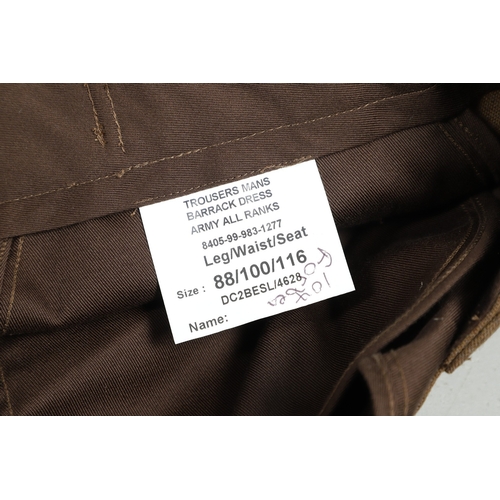 TROUSERS MANS
BARRACK DRESS
ARMY ALL RANKS
8405-99-983-1277
Leg/Waist/Seat
Size : 88/100/116
DC2BESL/4628
Name: